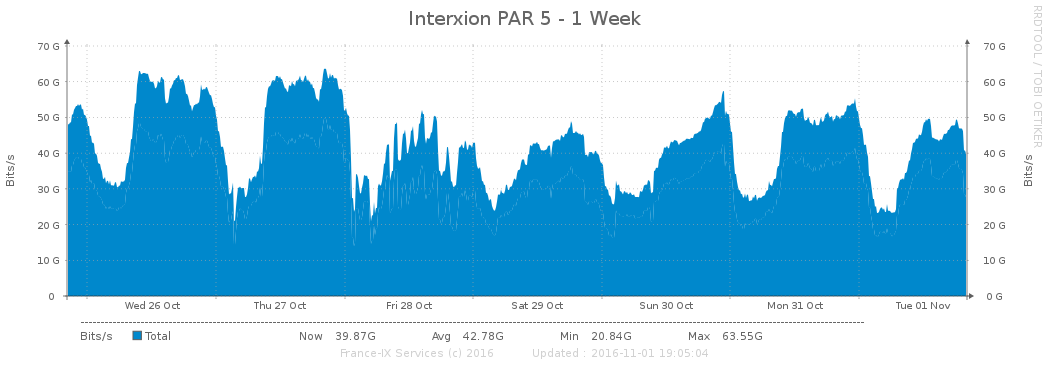 Interxion PAR 5 - 1 Week
RRDTOOL / TOBI OETIKER
Bits/s
70 G
60 G
50 G
40 G
30 G
20 G
10 G
0
70 G
60 G
50 G
40 G
30 G
20 G
10 G
0 G
Bits/s
Wed 26 Oct Thu 27 Oct Fri 28 Oct Sat 29 Oct Sun 30 Oct Mon 31 Oct Tue 01 Nov
Bits/s Total Now 39.87G Avg 42.78G Min 20.84G Max 63.55G
France-IX Services (c) 2016 Updated : 2016-11-01 19:05:04